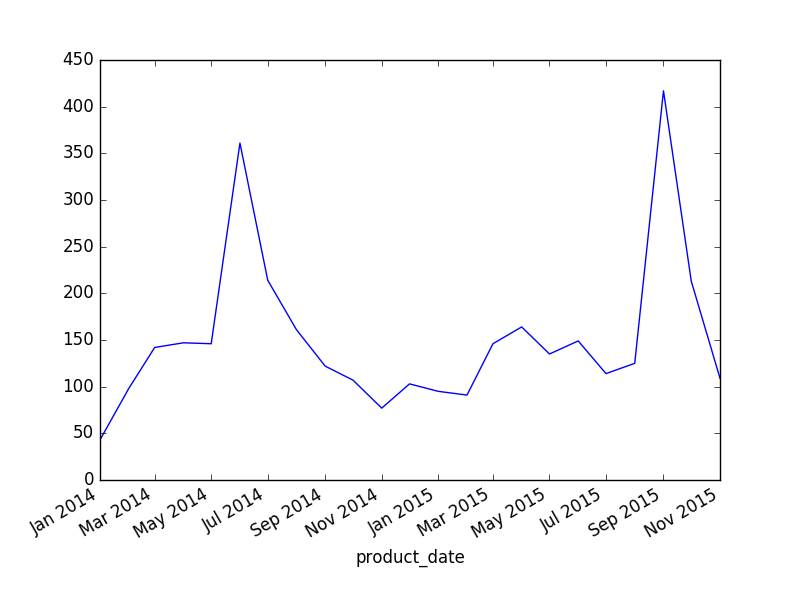 450
400
350
300
250
200
150
100
50
0
Jan 2014
Mar 2014
May 2014
Jul 2014
Sep 2014
Nov 2014
Jan 2015
Mar 2015
May 2015
Jul 2015
Sep 2015
Nov 2015
product_date